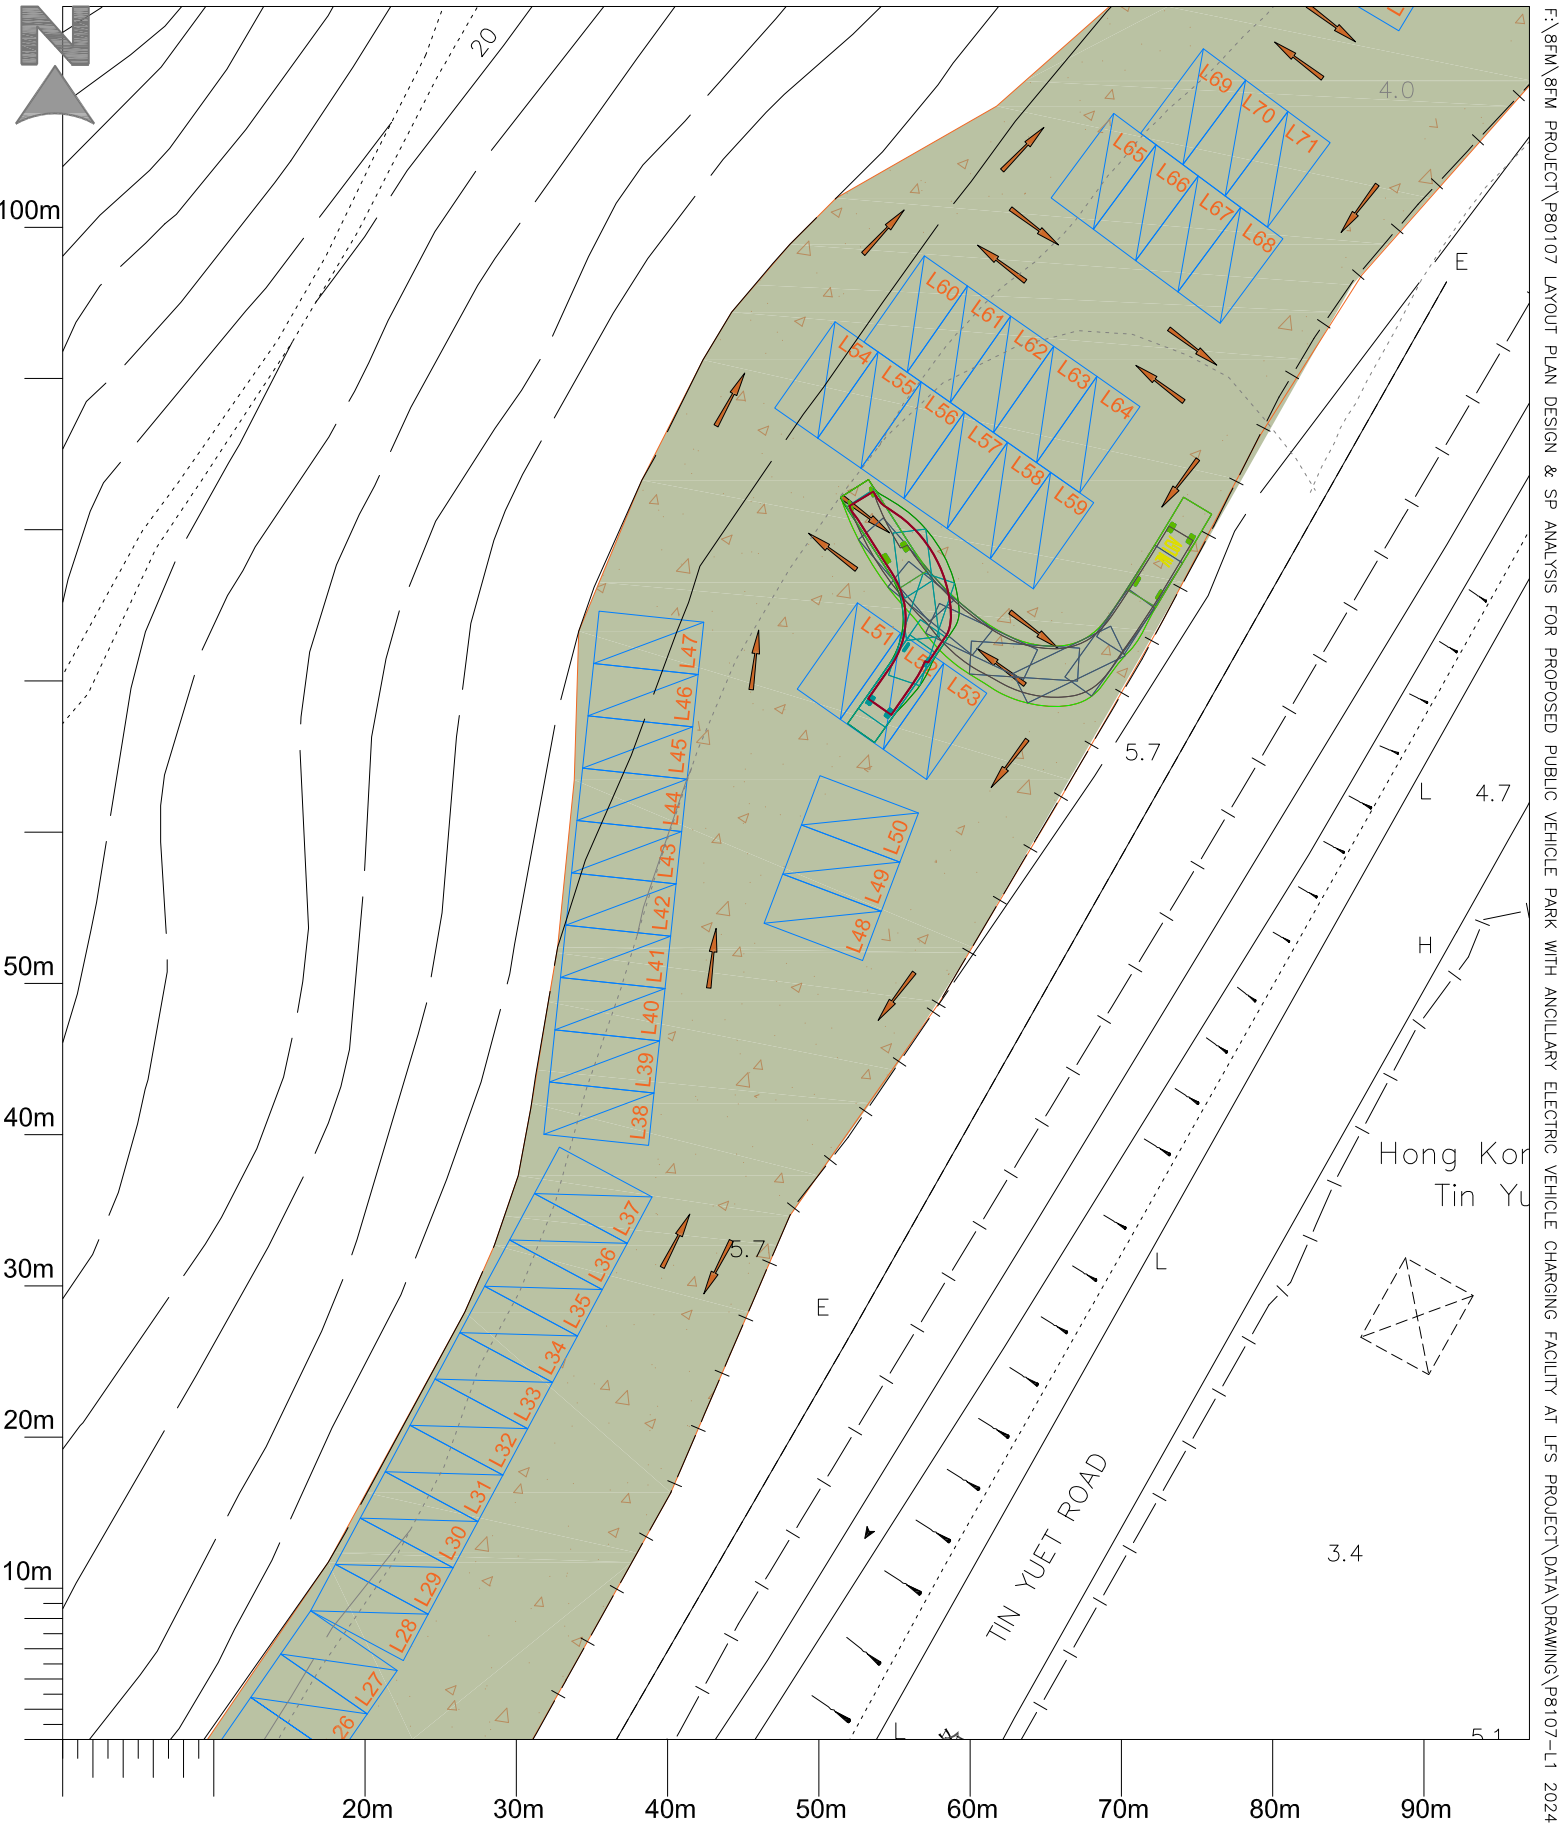 N
20
4.0
L69
L70
L71
L65
L66
L67
L68
100m
E
L60
L61
L62
L63
L64
L54
L55
L56
L57
L58
L59
L51
L52
L53
L47
L46
L45
L44
L43
L42
L41
L40
L39
L38
L50
L49
L48
5.7
L
4.7
H
50m
40m
Hong Kon
Tin Yu
L37
L36
L35
L34
L33
L32
L31
L30
L29
L28
L27
26
5.7
30m
E
L
20m
TIN YUET ROAD
3.4
10m
L
5.1
20m
30m
40m
50m
60m
70m
80m
90m
F:\8FM\8FM PROJECT\P80107 LAYOUT PLAN DESIGN & SP ANALYSIS FOR PROPOSED PUBLIC VEHICLE PARK WITH ANCILLARY ELECTRIC VEHICLE CHARGING FACILITY AT LFS PROJECT\DATA\DRAWING\P8107-L1 2024